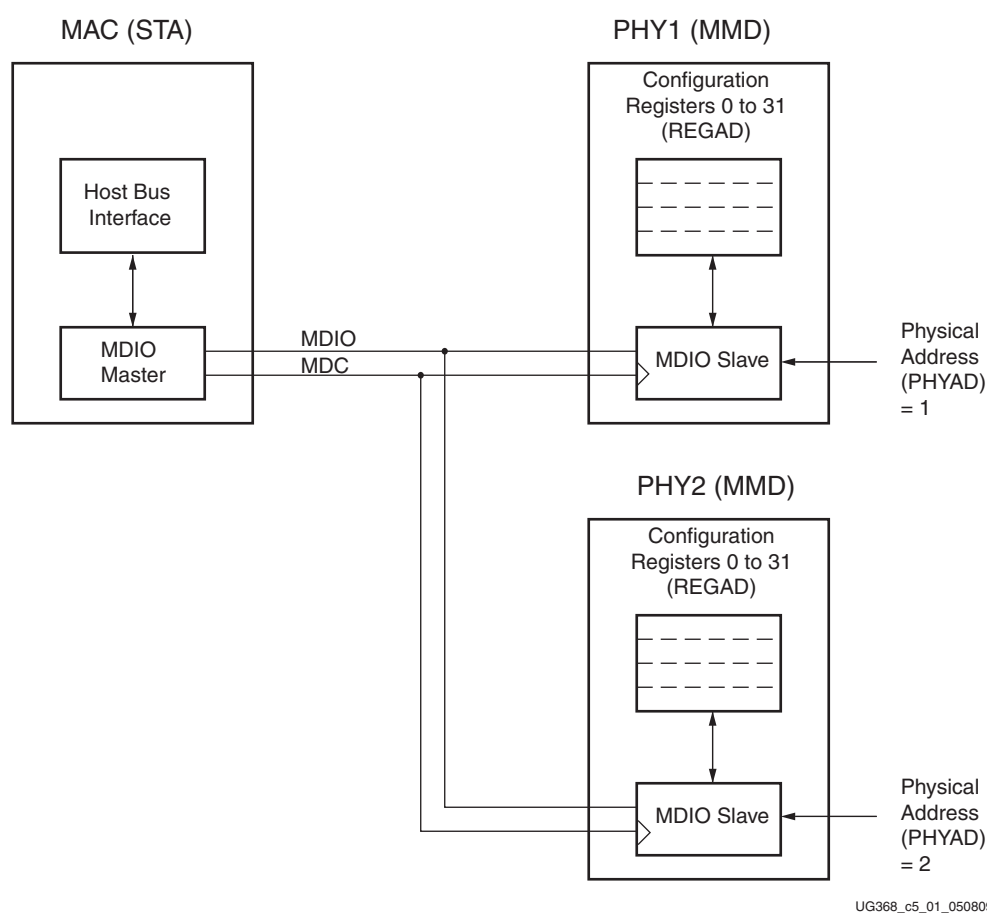 MAC (STA)
PHY1 (MMD)
Configuration
Registers 0 to 31
(REGAD)
Host Bus
Interface
MDIO
Master
MDIO
MDC
MDIO Slave
Physical
Address
(PHYAD)
= 1
PHY2 (MMD)
Configuration
Registers 0 to 31
(REGAD)
MDIO Slave
Physical
Address
(PHYAD)
= 2
UG368_c5_01_050809